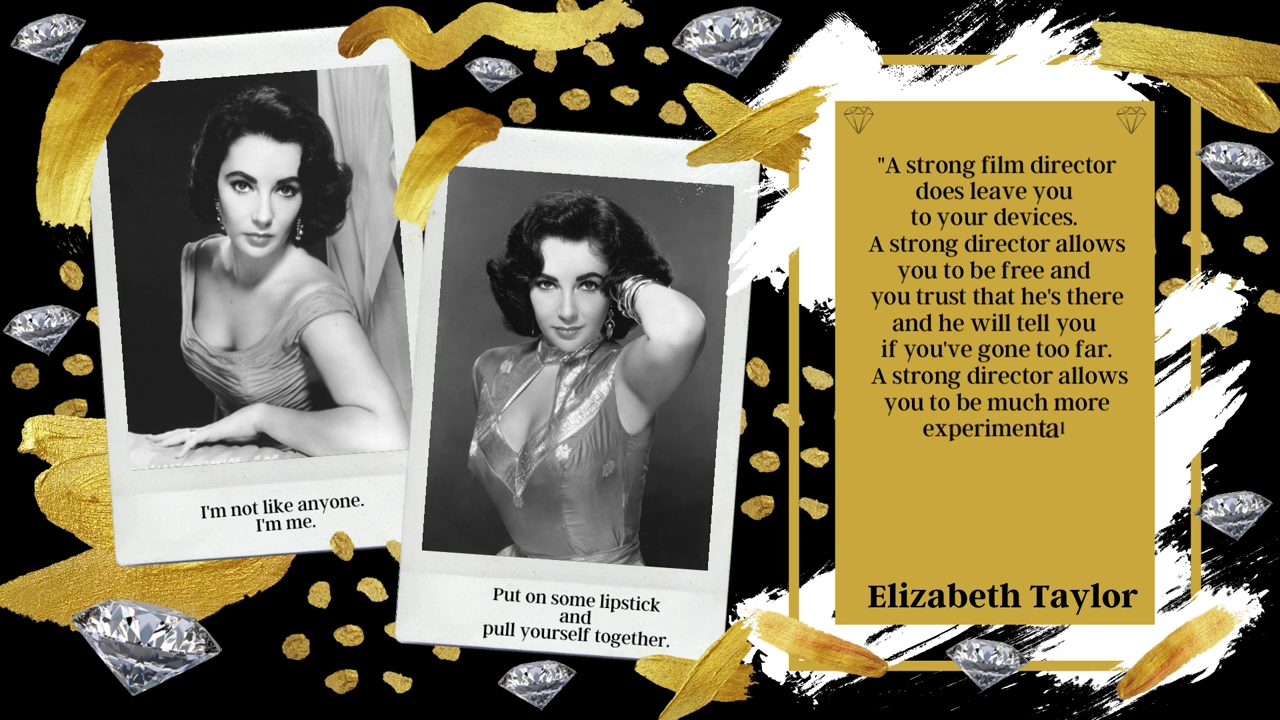 I'm not like anyone.
I'm me.
Put on some lipstick
and
pull yourself together.
"A strong film director
does leave you
to your devices.
A strong director allows
you to be free and
you trust that he's there
and he will tell you
if you've gone too far.
A strong director allows
you to be much more
experimental
Elizabeth Taylor